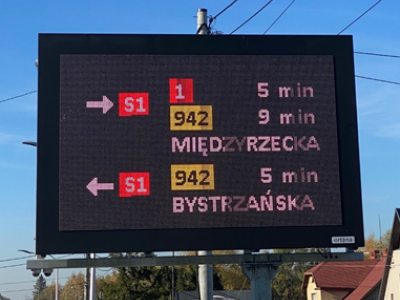 → S1 1 5 min
942 9 min
MIĘDZYRZECKA
← S1 942 5 min
BYSTRZAŃSKA